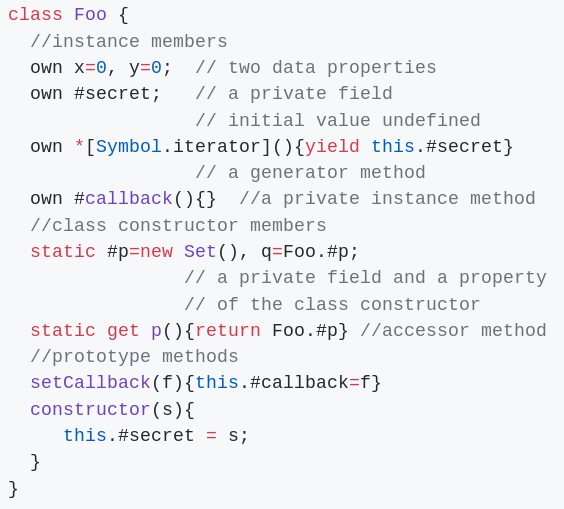 class Foo {
  //instance members
  own x=0, y=0;  // two data properties
  own #secret;   // a private field
                 // initial value undefined
  own *[Symbol.iterator](){yield this.#secret}
                 // a generator method
  own #callback(){}  //a private instance method
  //class constructor members
  static #p=new Set(), q=Foo.#p;
                // a private field and a property
                // of the class constructor
  static get p(){return Foo.#p} //accessor method
  //prototype methods
  setCallback(f){this.#callback=f}
  constructor(s){
     this.#secret = s;
  }
}